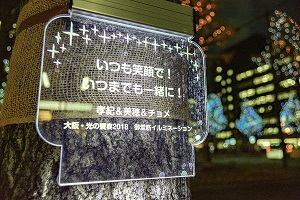 いつも笑顔で！
いつまでも一緒に！
孝紀&美穂&チョメ
大阪・光の饗宴2018 御堂筋イルミネーション